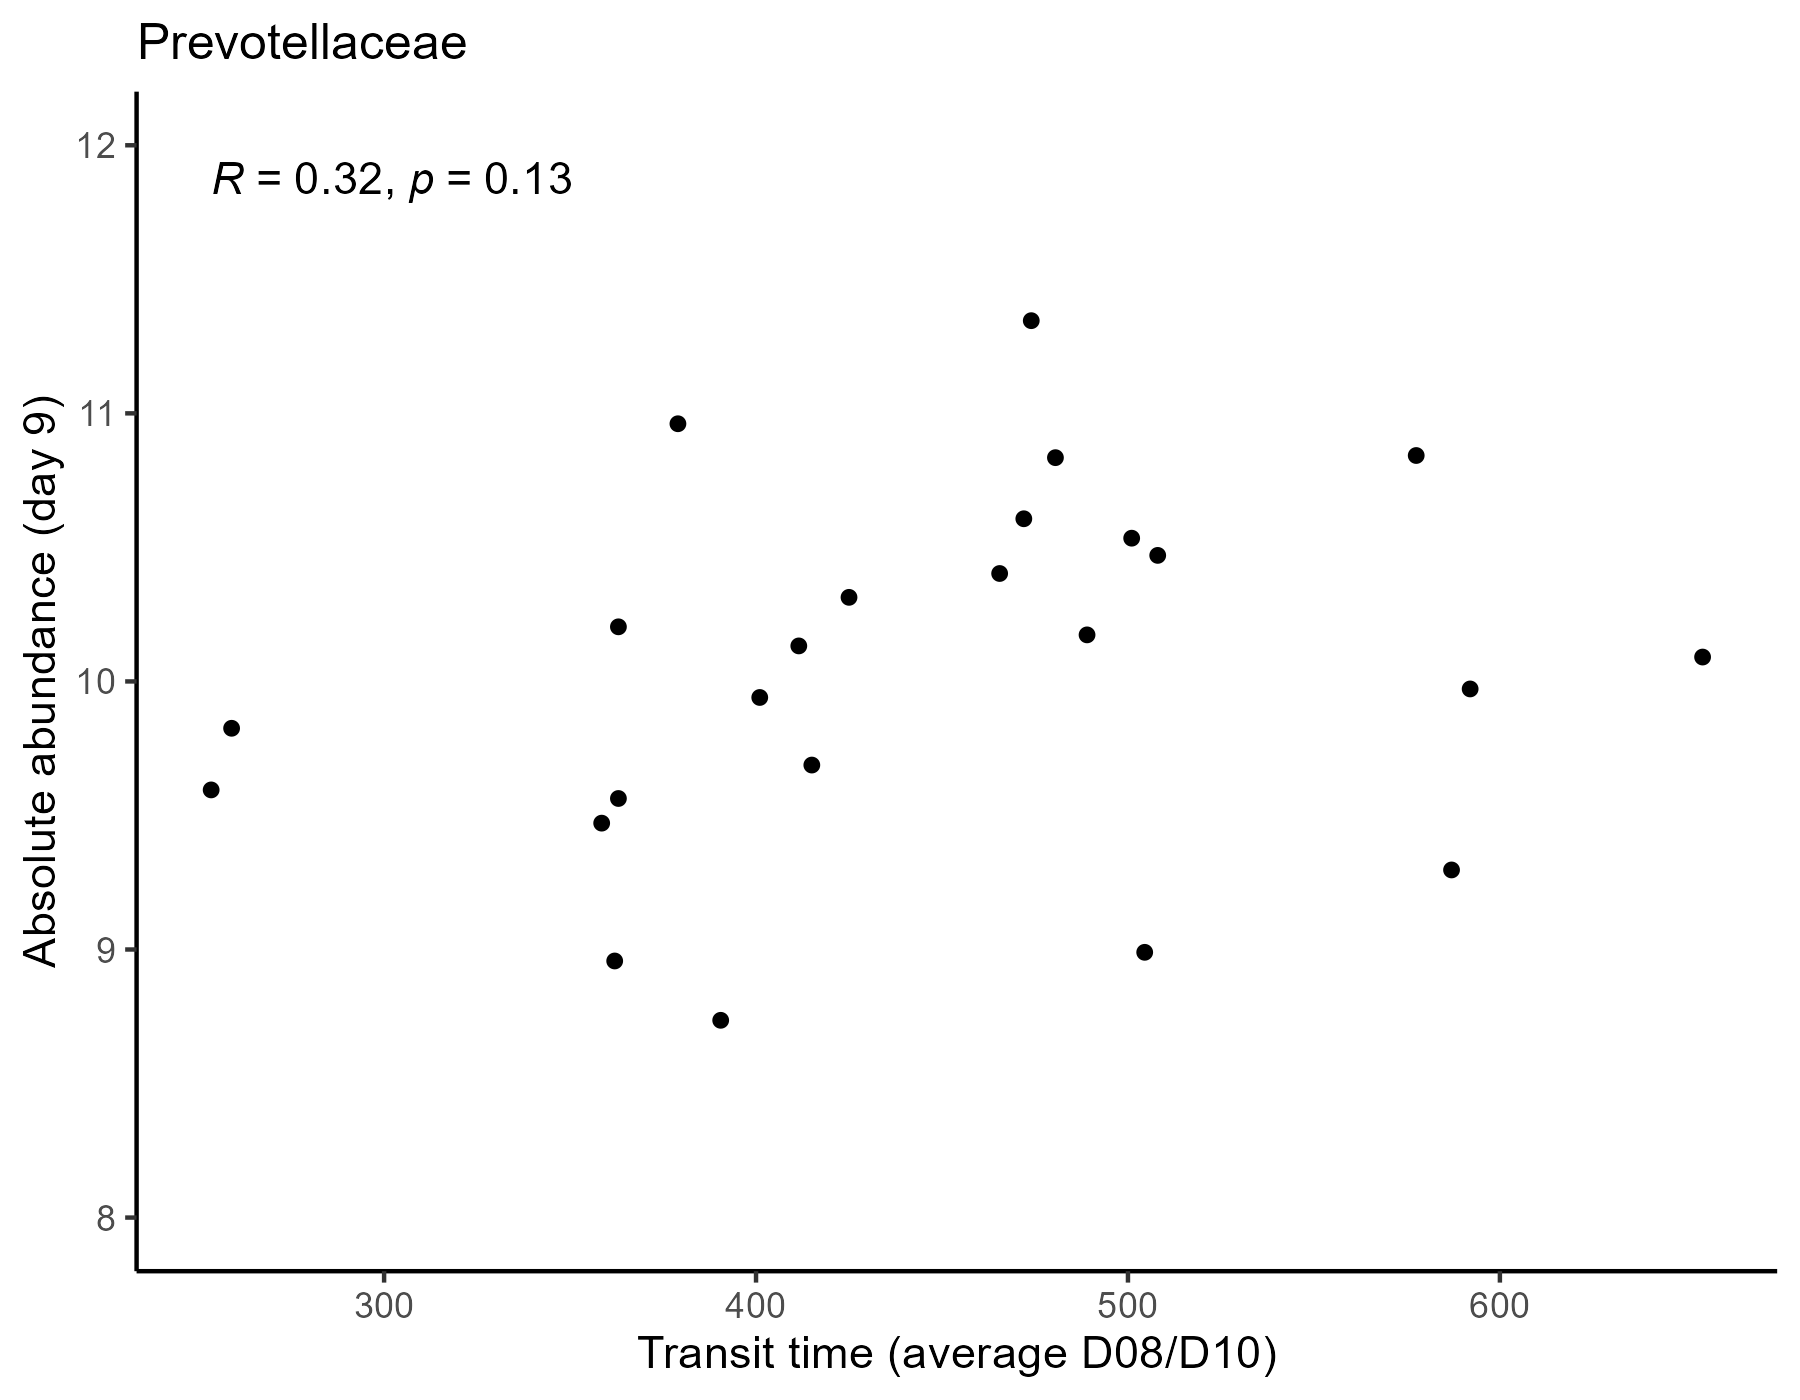 Prevotellaceae
R = 0.32, p = 0.13
Absolute abundance (day 9)
12
11
10
9
8
300 400 500 600
Transit time (average D08/D10)